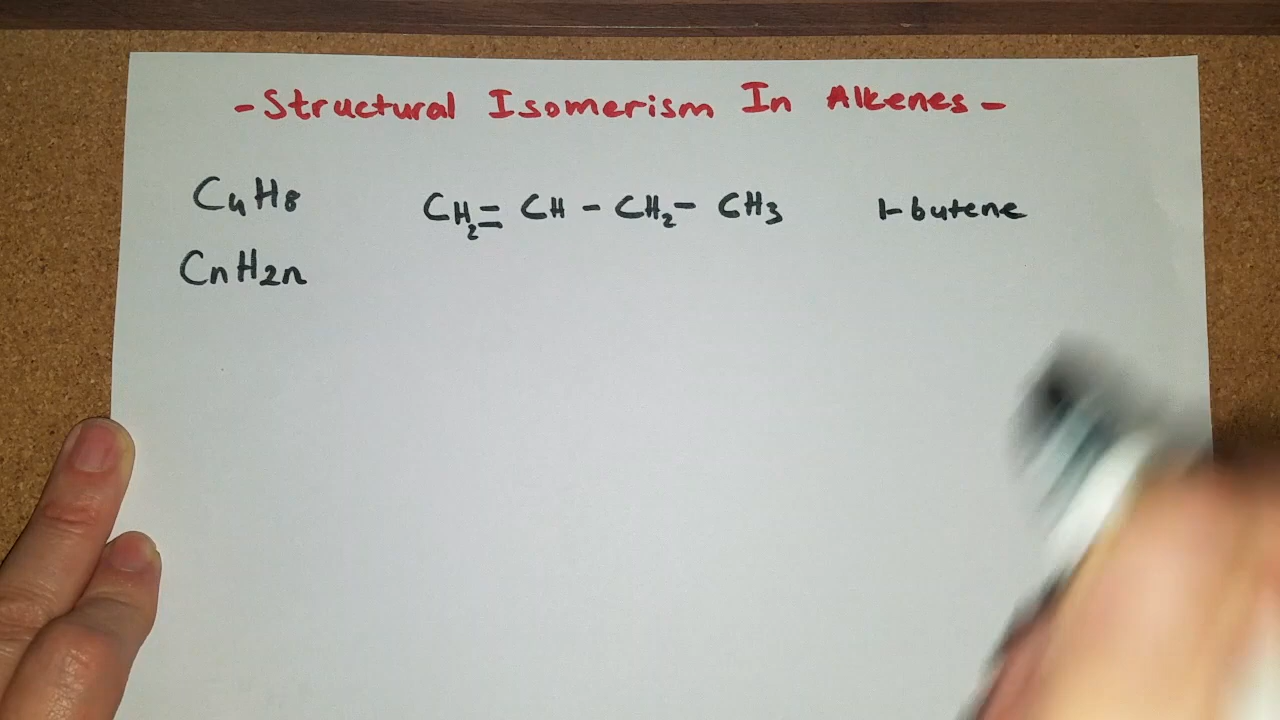 -Structural Isomerism In Alkenes-
C4H8 CH2=CH-CH2-CH3 1-butene
CnH2n